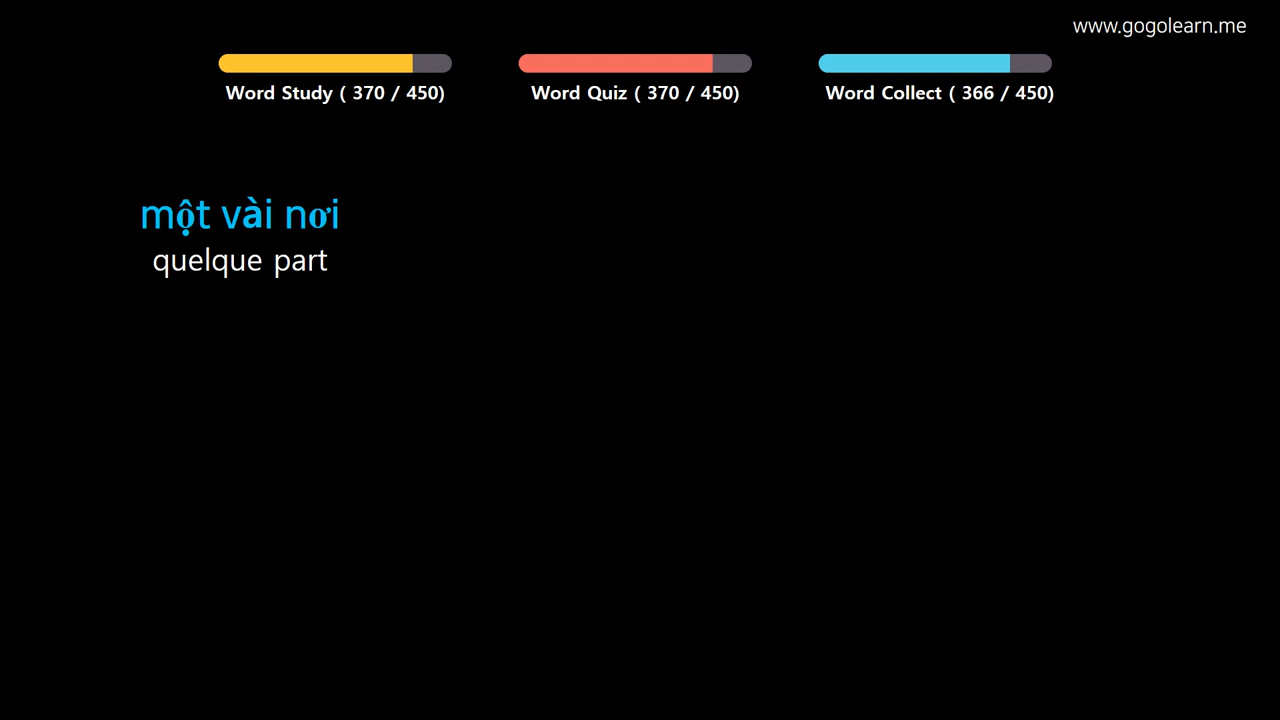 www.gogolearn.me
Word Study ( 370 / 450)
Word Quiz ( 370 / 450)
Word Collect ( 366 / 450)
một vài nơi
quelque part